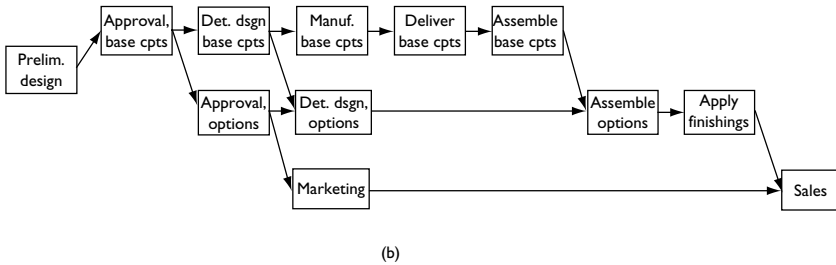 Prelim.
design
Approval,
base cpts
Det. dsgn
base cpts
Manuf.
base cpts
Deliver
base cpts
Assemble
base cpts
Approval,
options
Det. dsgn,
options
Assemble
options
Apply
finishings
Marketing
Sales
(b)